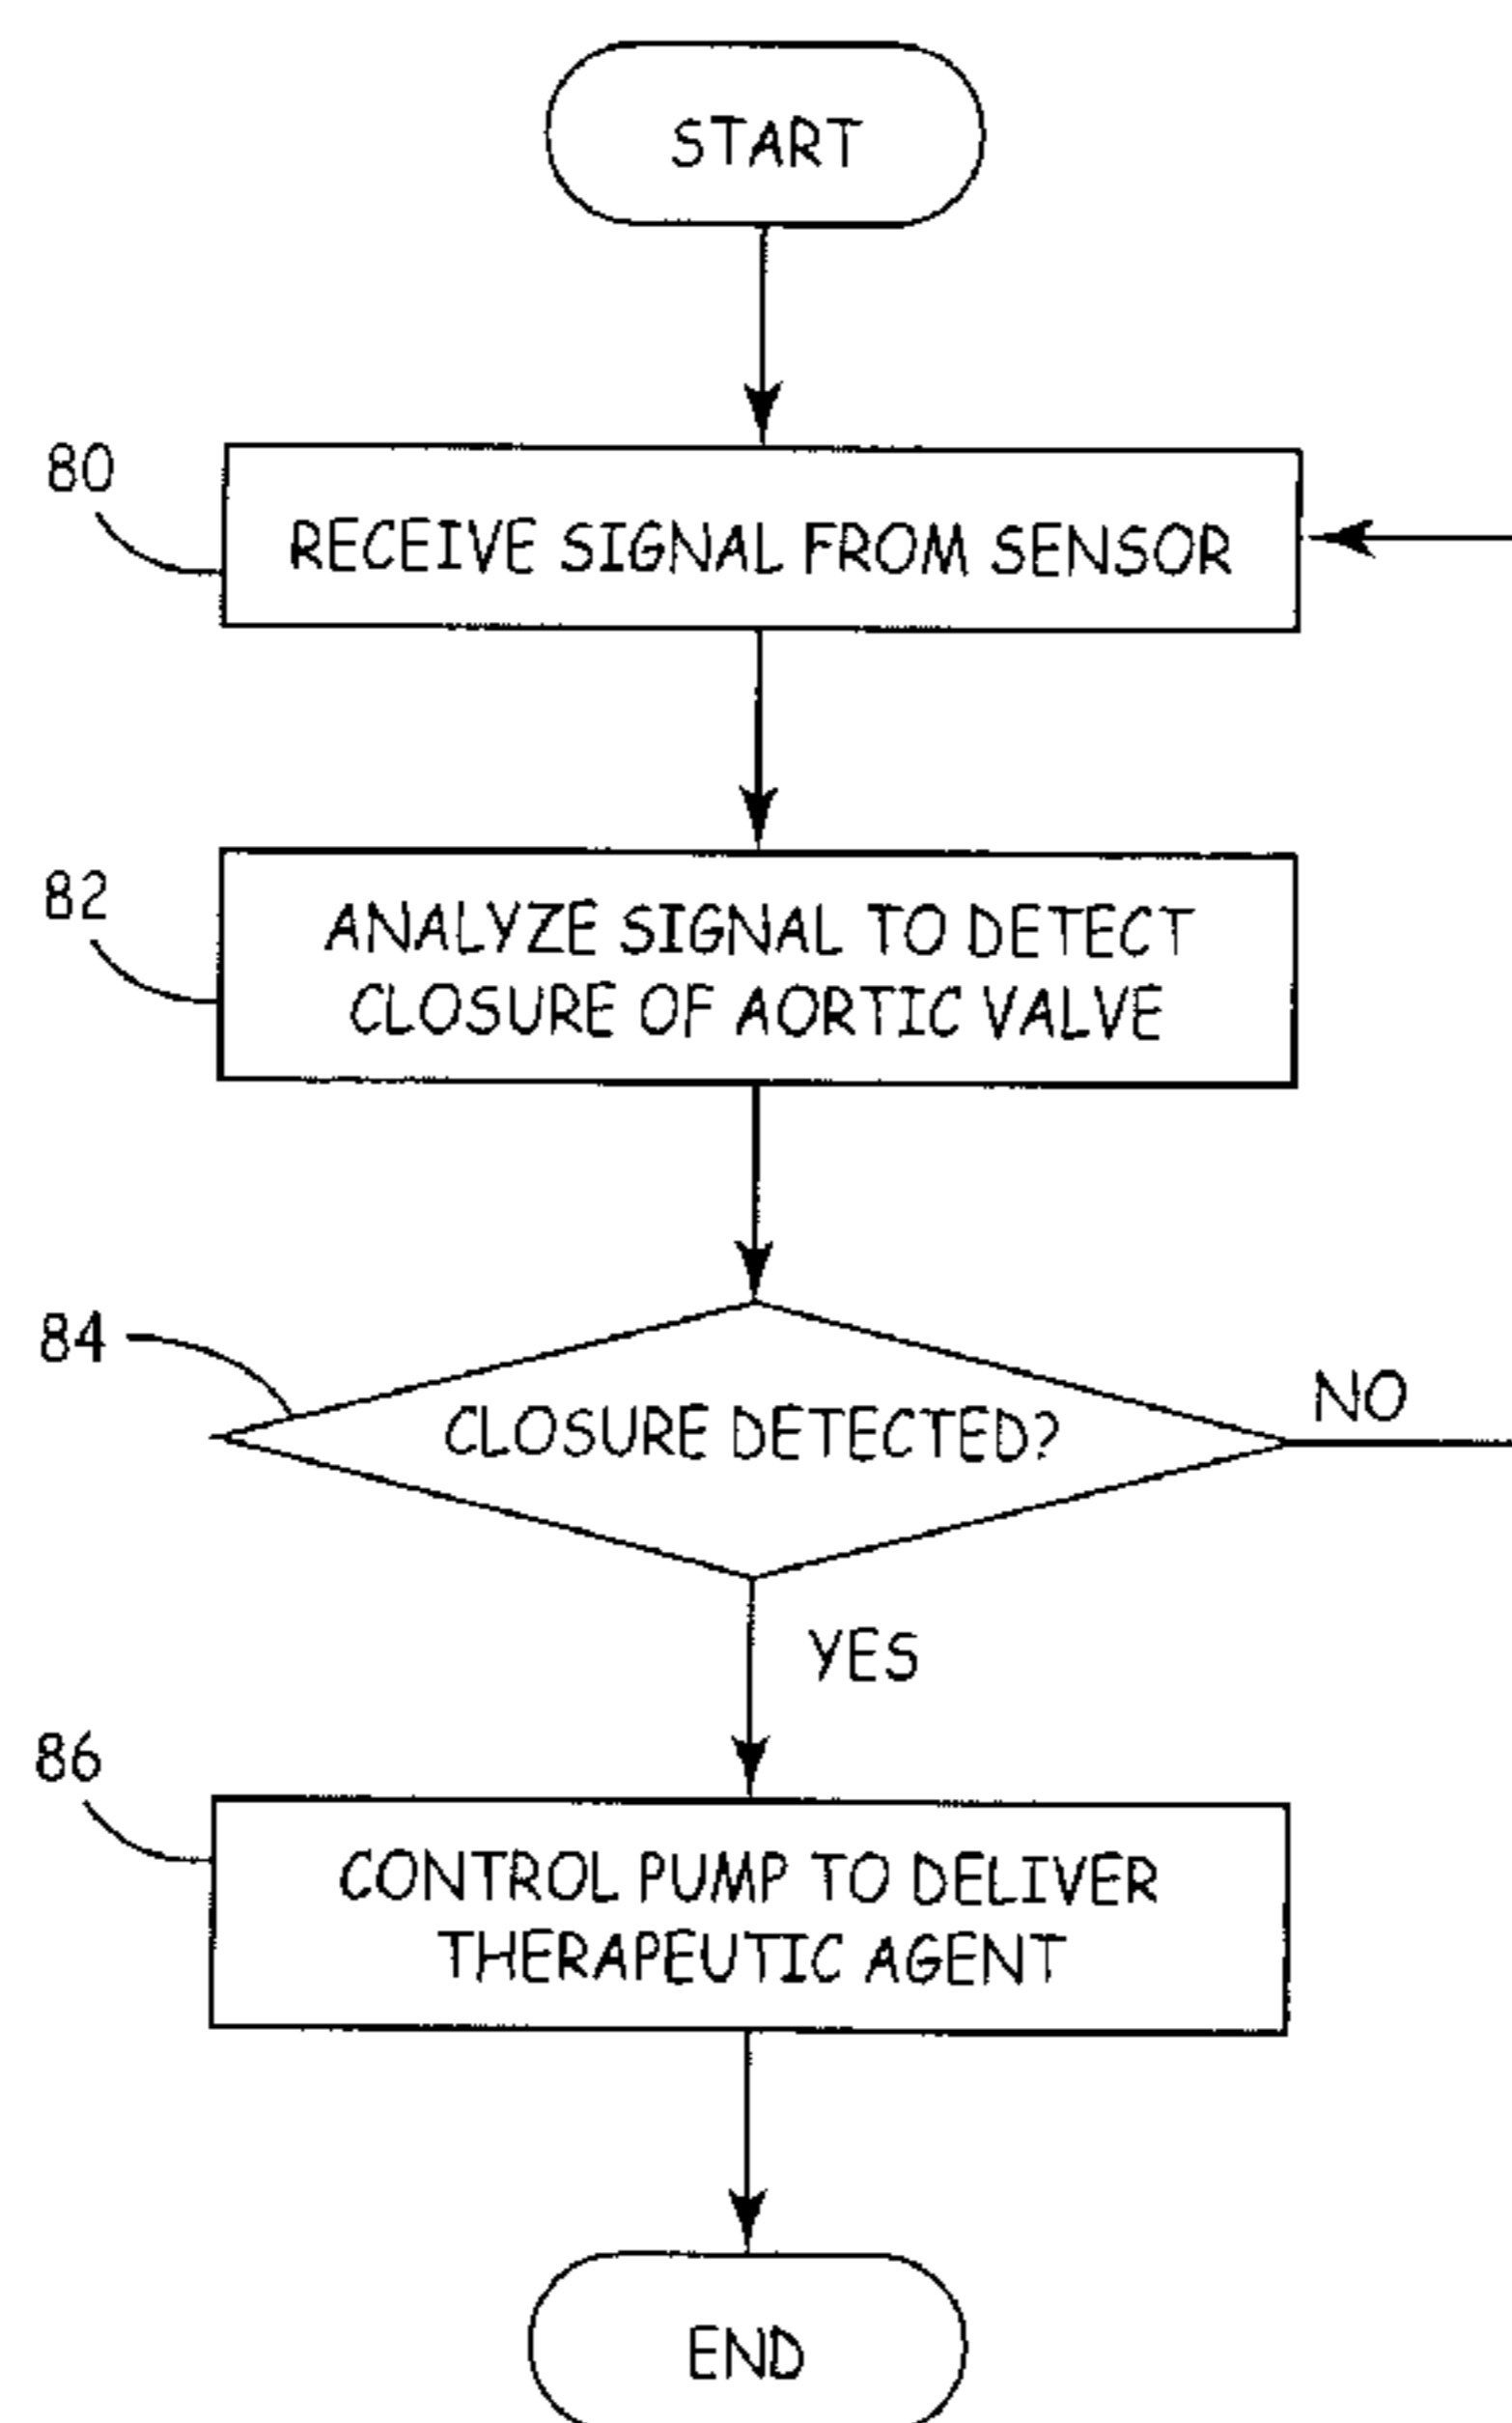 START
80
RECEIVE SIGNAL FROM SENSOR
82
ANALYZE SIGNAL TO DETECT
CLOSURE OF AORTIC VALVE
84
CLOSURE DETECTED?
NO
YES
86
CONTROL PUMP TO DELIVER
THERAPEUTIC AGENT
END